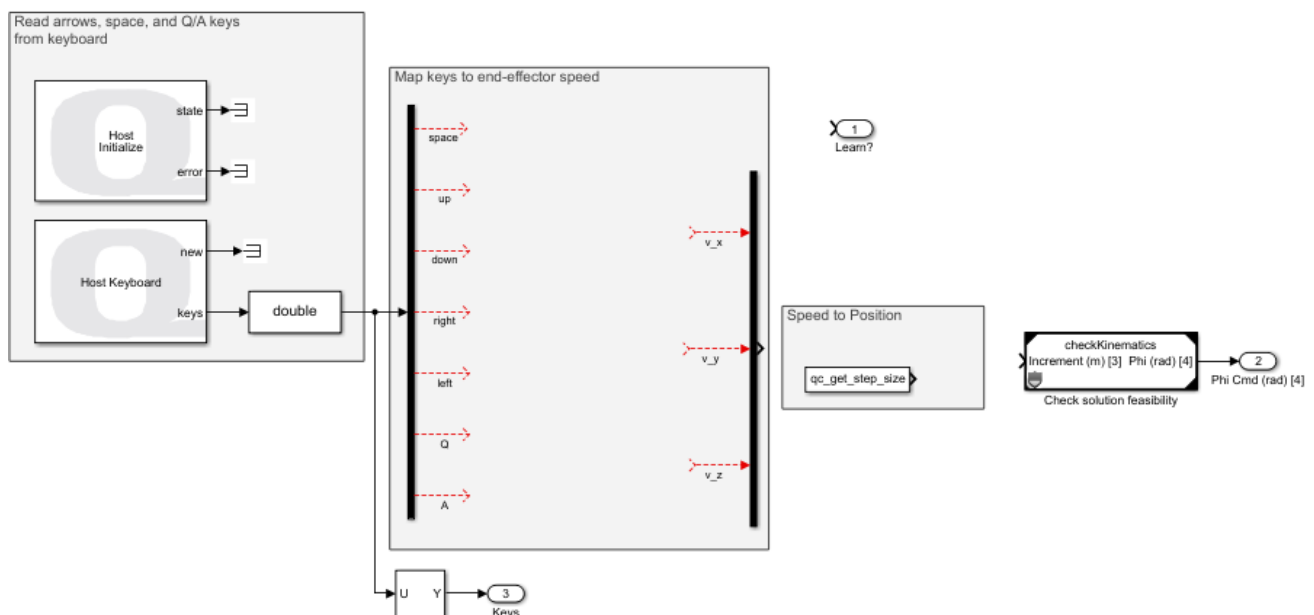 Read arrows, space, and Q/A keys
from keyboard
state
Host
Initialize
error
new
Host Keyboard
keys
double
Map keys to end-effector speed
space
up
down
right
left
Q
A
v_x
v_y
v_z
1
Learn?
Speed to Position
qc_get_step_size
checkKinematics
Increment (m) [3] Phi (rad) [4]
Check solution feasibility
2
Phi Cmd (rad) [4]
U Y
3
Keys